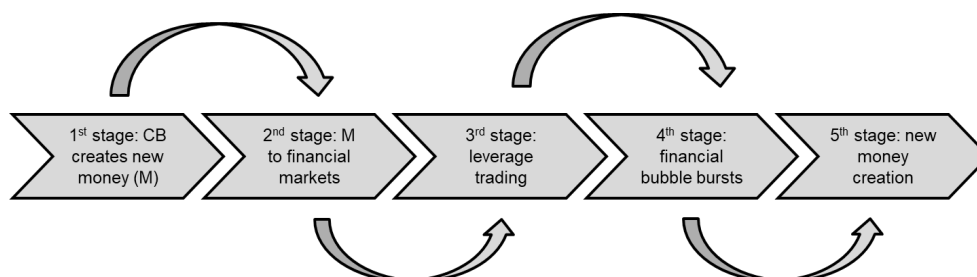 1st stage: CB
creates new
money (M)
2nd stage: M
to financial
markets
3rd stage:
leverage
trading
4th stage:
financial
bubble bursts
5th stage: new
money
creation